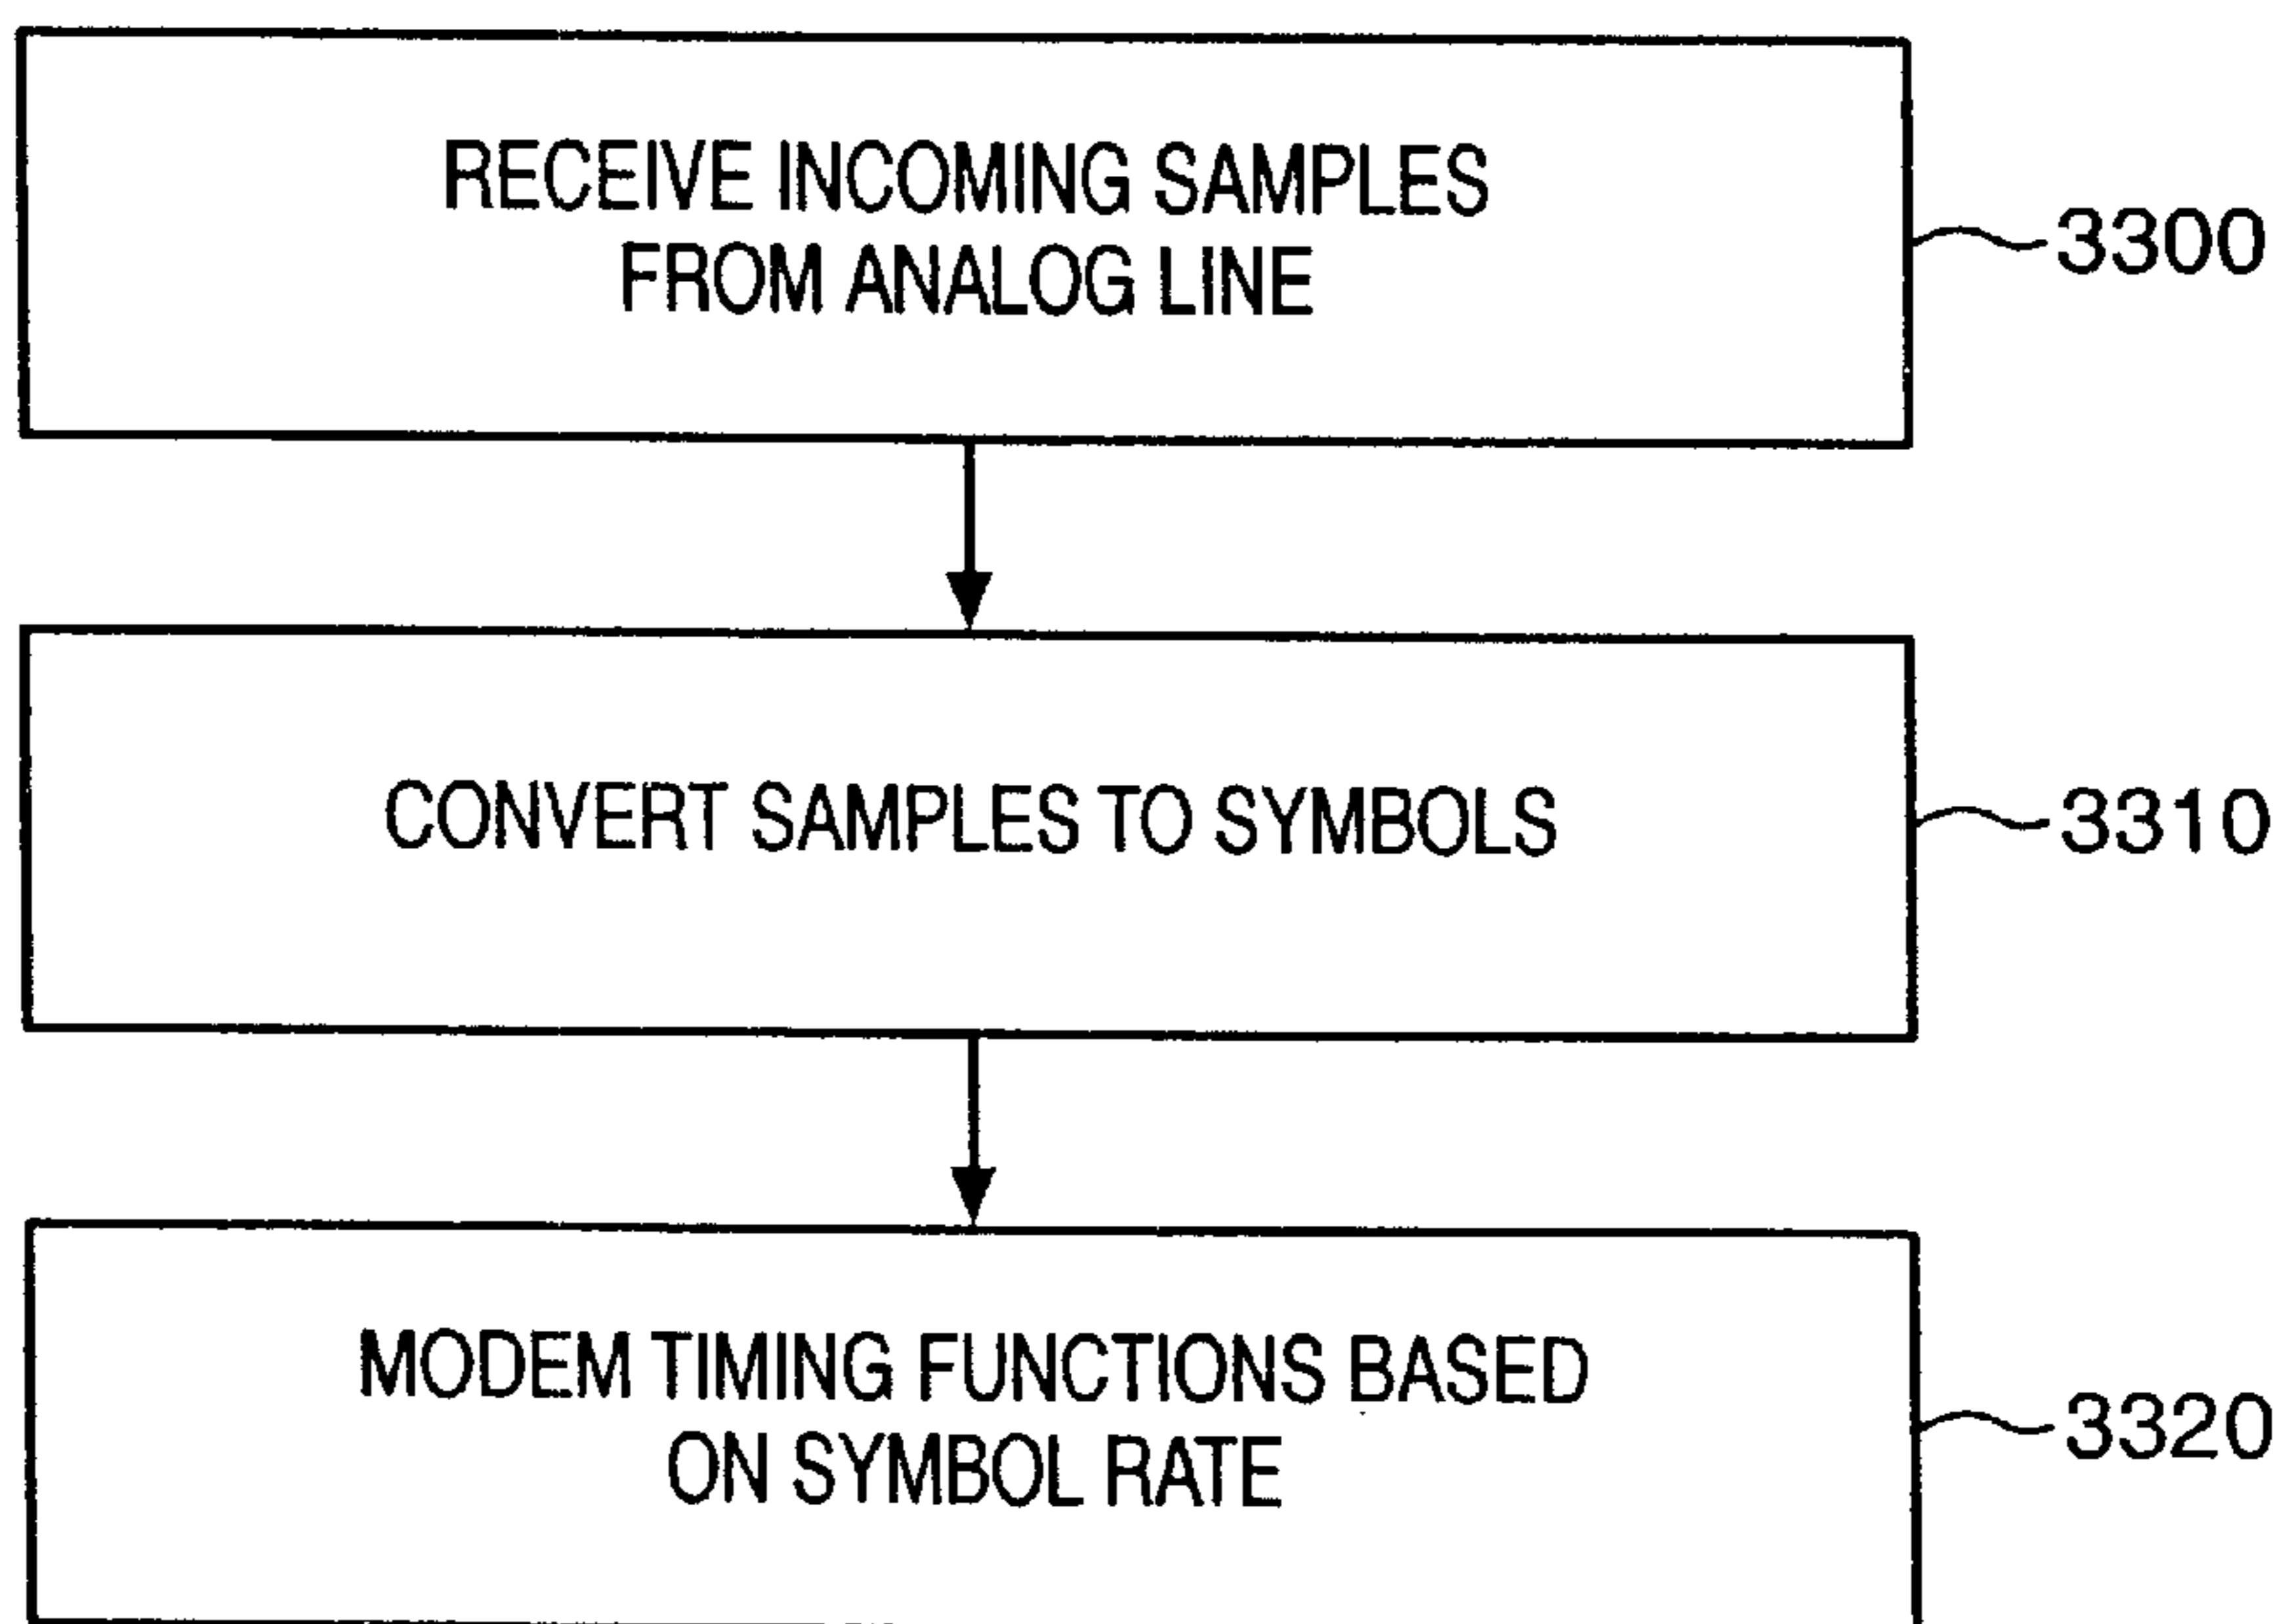 RECEIVE INCOMING SAMPLES
FROM ANALOG LINE
3300
CONVERT SAMPLES TO SYMBOLS
3310
MODEM TIMING FUNCTIONS BASED
ON SYMBOL RATE
3320